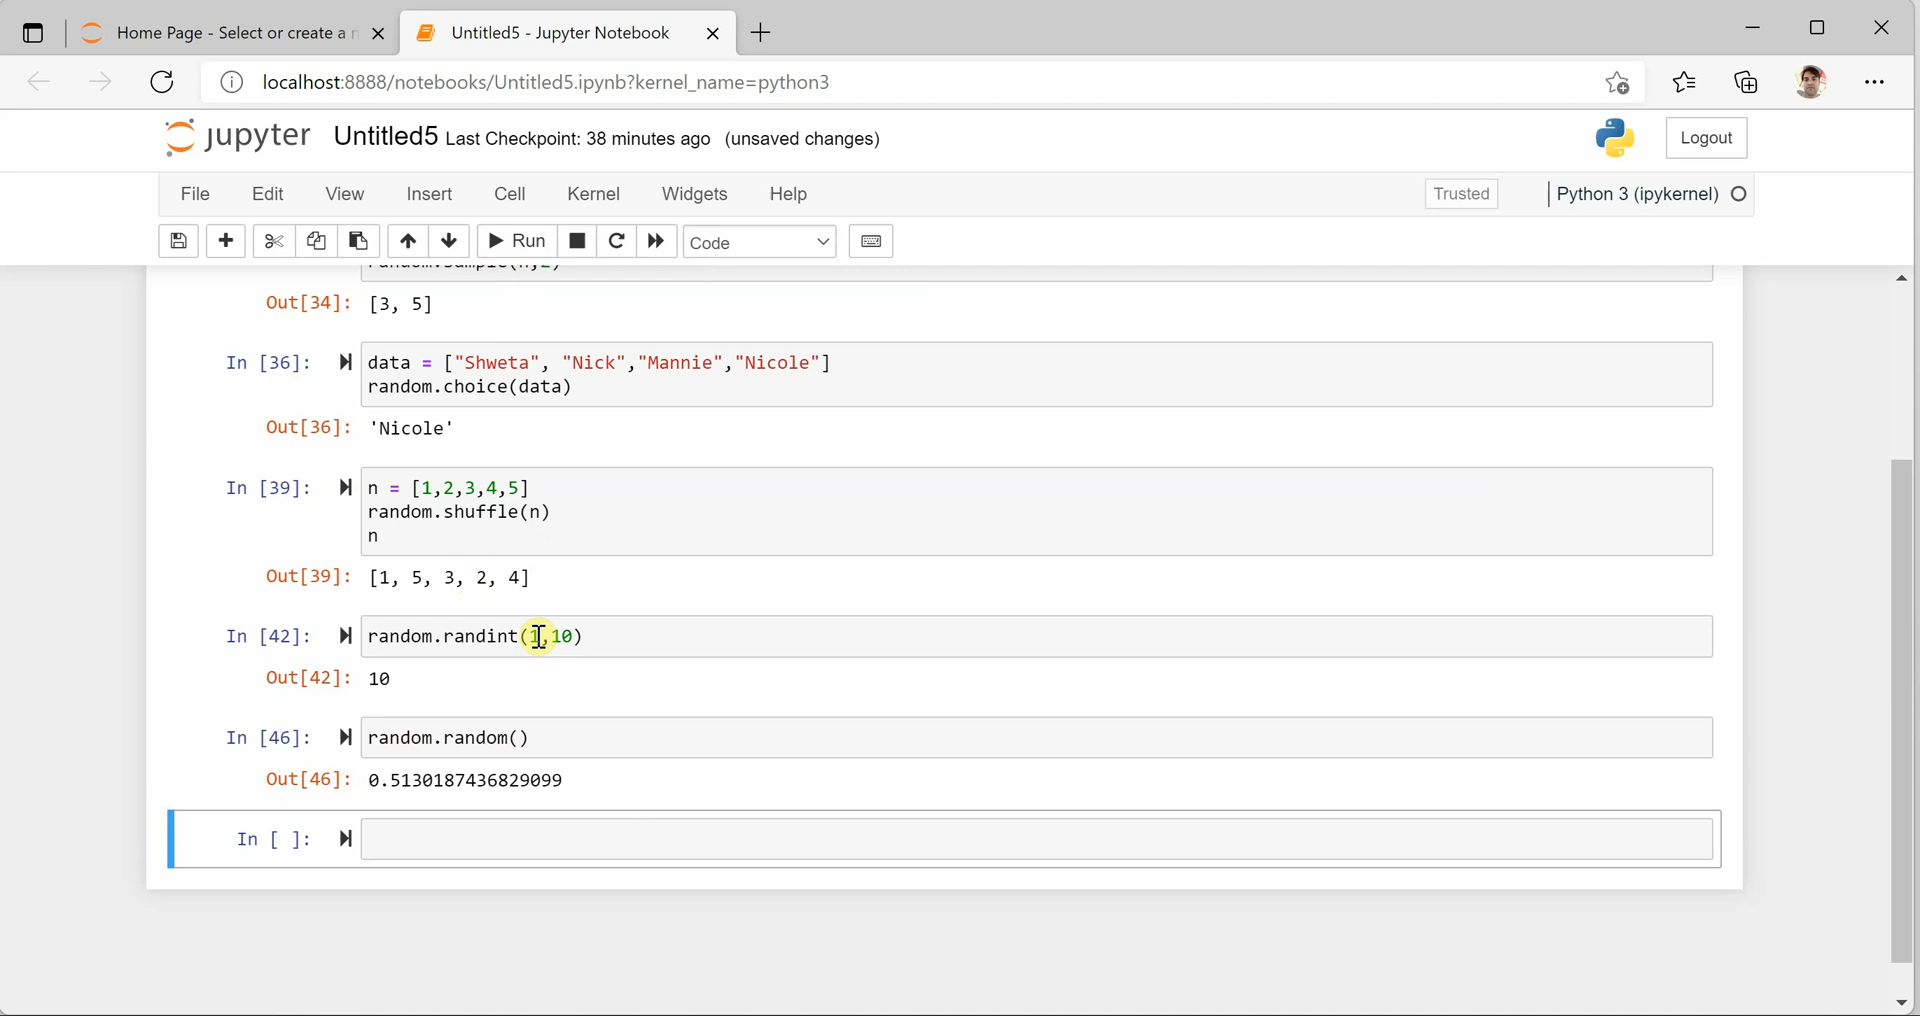 Home Page - Select or create a n
Untitled5 - Jupyter Notebook
localhost:8888/notebooks/Untitled5.ipynb?kernel_name=python3
jupyter Untitled5 Last Checkpoint: 38 minutes ago (unsaved changes)
Logout
File Edit View Insert Cell Kernel Widgets Help
Trusted
Python 3 (ipykernel)
Run
Code
Out[34]: [3, 5]
In [36]: data = ["Shweta", "Nick","Mannie","Nicole"]
random.choice(data)
Out[36]: 'Nicole'
In [39]: n = [1,2,3,4,5]
random.shuffle(n)
n
Out[39]: [1, 5, 3, 2, 4]
In [42]: random.randint(1,10)
Out[42]: 10
In [46]: random.random()
Out[46]: 0.5130187436829099
In [ ]: